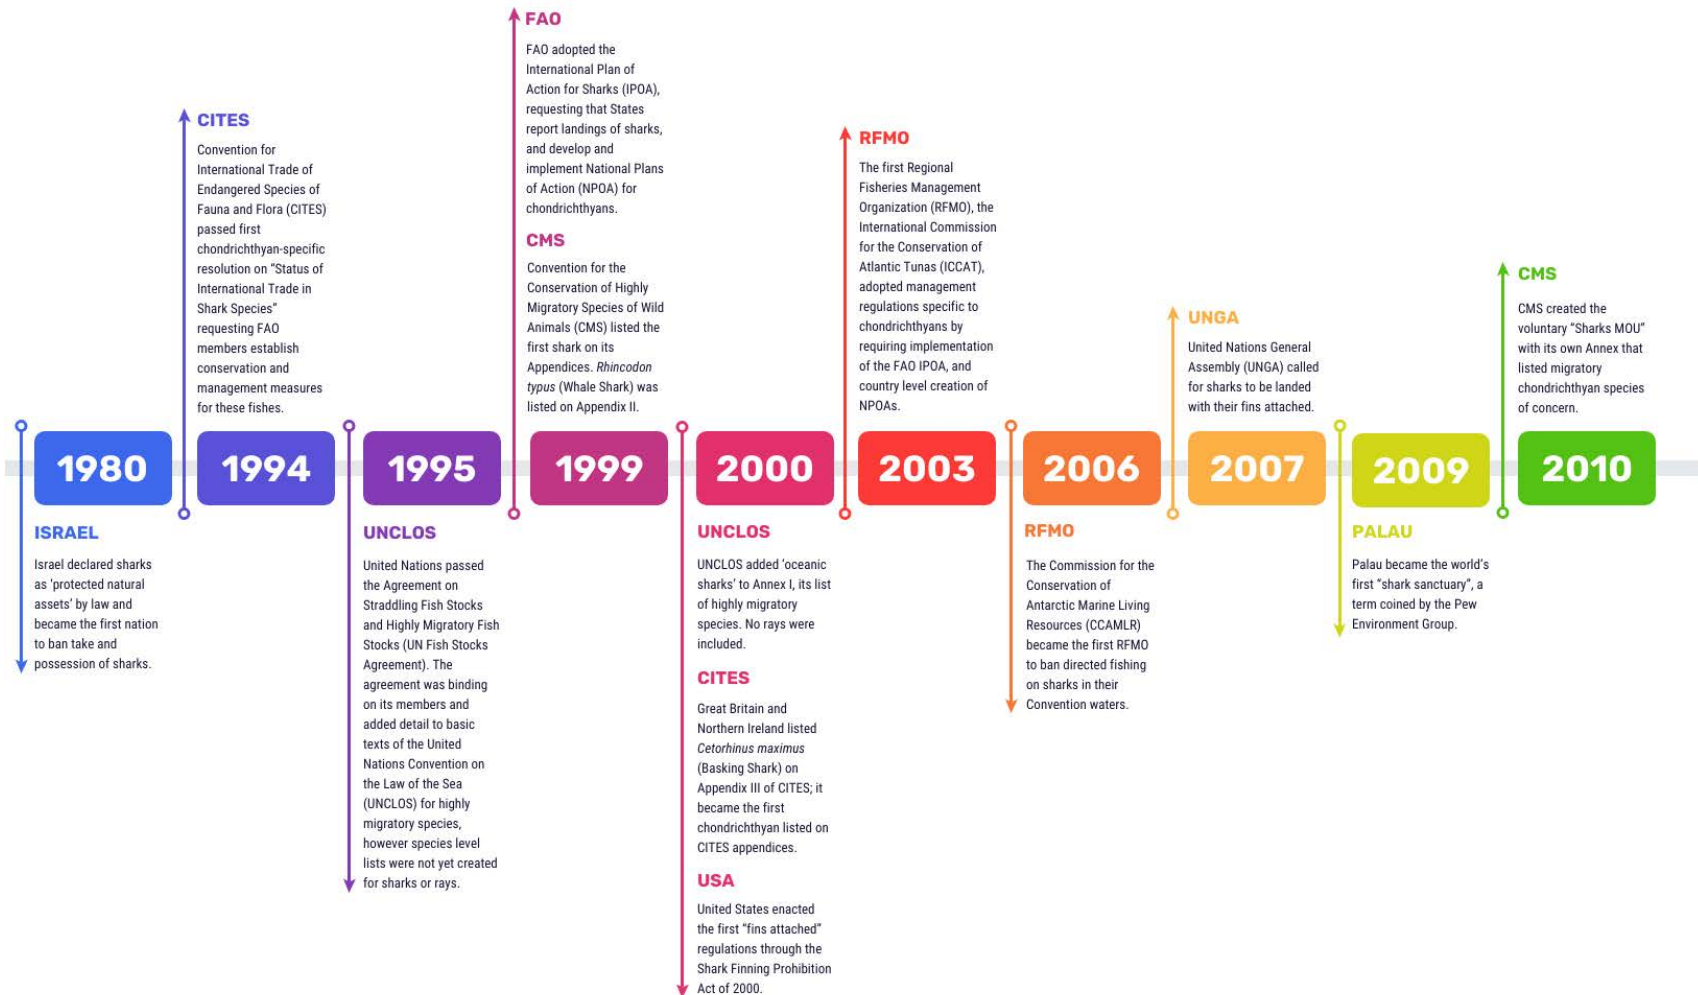 1980
ISRAEL
Israel declared sharks
as ‘protected natural
assets’ by law and
became the first nation
to ban take and
possession of sharks.
CITES
Convention for
International Trade of
Endangered Species of
Fauna and Flora (CITES)
passed first
chondrichthyan-specific
resolution on “Status of
International Trade in
Shark Species”
requesting FAO
members establish
conservation and
management measures
for these fishes.
1994
1995
UNCLOS
United Nations passed
the Agreement on
Straddling Fish Stocks
and Highly Migratory Fish
Stocks (UN Fish Stocks
Agreement). The
agreement was binding
on its members and
added detail to basic
texts of the United
Nations Convention on
the Law of the Sea
(UNCLOS) for highly
migratory species,
however species level
lists were not yet created
for sharks or rays.
FAO
FAO adopted the
International Plan of
Action for Sharks (IPOA),
requesting that States
report landings of sharks,
and develop and
implement National Plans
of Action (NPOA) for
chondrichthyans.
CMS
Convention for the
Conservation of Highly
Migratory Species of Wild
Animals (CMS) listed the
first shark on its
Appendices. Rhincodon
typus (Whale Shark) was
listed on Appendix II.
1999
2000
UNCLOS
UNCLOS added ‘oceanic
sharks’ to Annex I, its list
of highly migratory
species. No rays were
included.
CITES
Great Britain and
Northern Ireland listed
Cetorhinus maximus
(Basking Shark) on
Appendix III of CITES; it
became the first
chondrichthyan listed on
CITES appendices.
USA
United States enacted
the first “fins attached”
regulations through the
Shark Finning Prohibition
Act of 2000.
RFMO
The first Regional
Fisheries Management
Organization (RFMO), the
International Commission
for the Conservation of
Atlantic Tunas (ICCAT),
adopted management
regulations specific to
chondrichthyans by
requiring implementation
of the FAO IPOA, and
country level creation of
NPOAs.
2003
2006
RFMO
The Commission for the
Conservation of
Antarctic Marine Living
Resources (CCAMLR)
became the first RFMO
to ban directed fishing
on sharks in their
Convention waters.
UNGA
United Nations General
Assembly (UNGA) called
for sharks to be landed
with their fins attached.
2007
2009
PALAU
Palau became the world’s
first “shark sanctuary”, a
term coined by the Pew
Environment Group.
CMS
CMS created the
voluntary “Sharks MOU”
with its own Annex that
listed migratory
chondrichthyan species
of concern.
2010